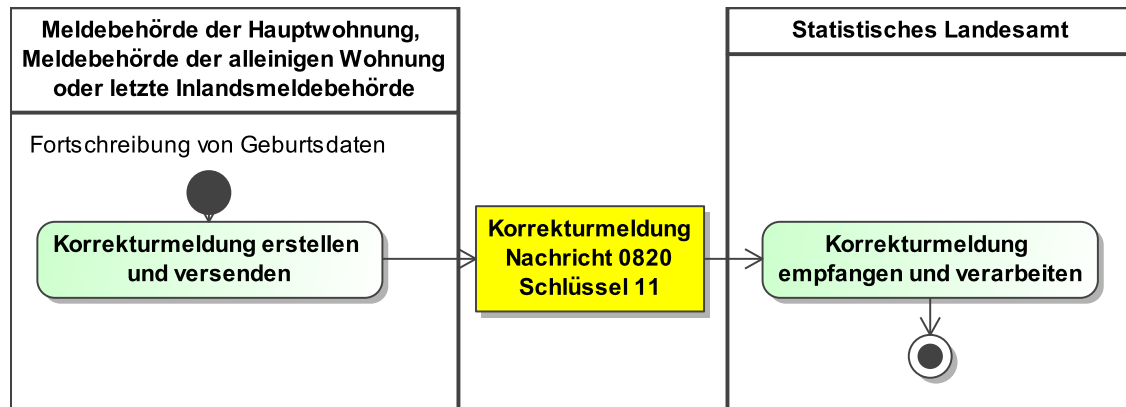 Meldebehörde der Hauptwohnung,
Meldebehörde der alleinigen Wohnung
oder letzte Inlandsmeldebehörde
Statistisches Landesamt
Fortschreibung von Geburtsdaten
Korrekturmeldung erstellen
und versenden
Korrekturmeldung
Nachricht 0820
Schlüssel 11
Korrekturmeldung
empfangen und verarbeiten